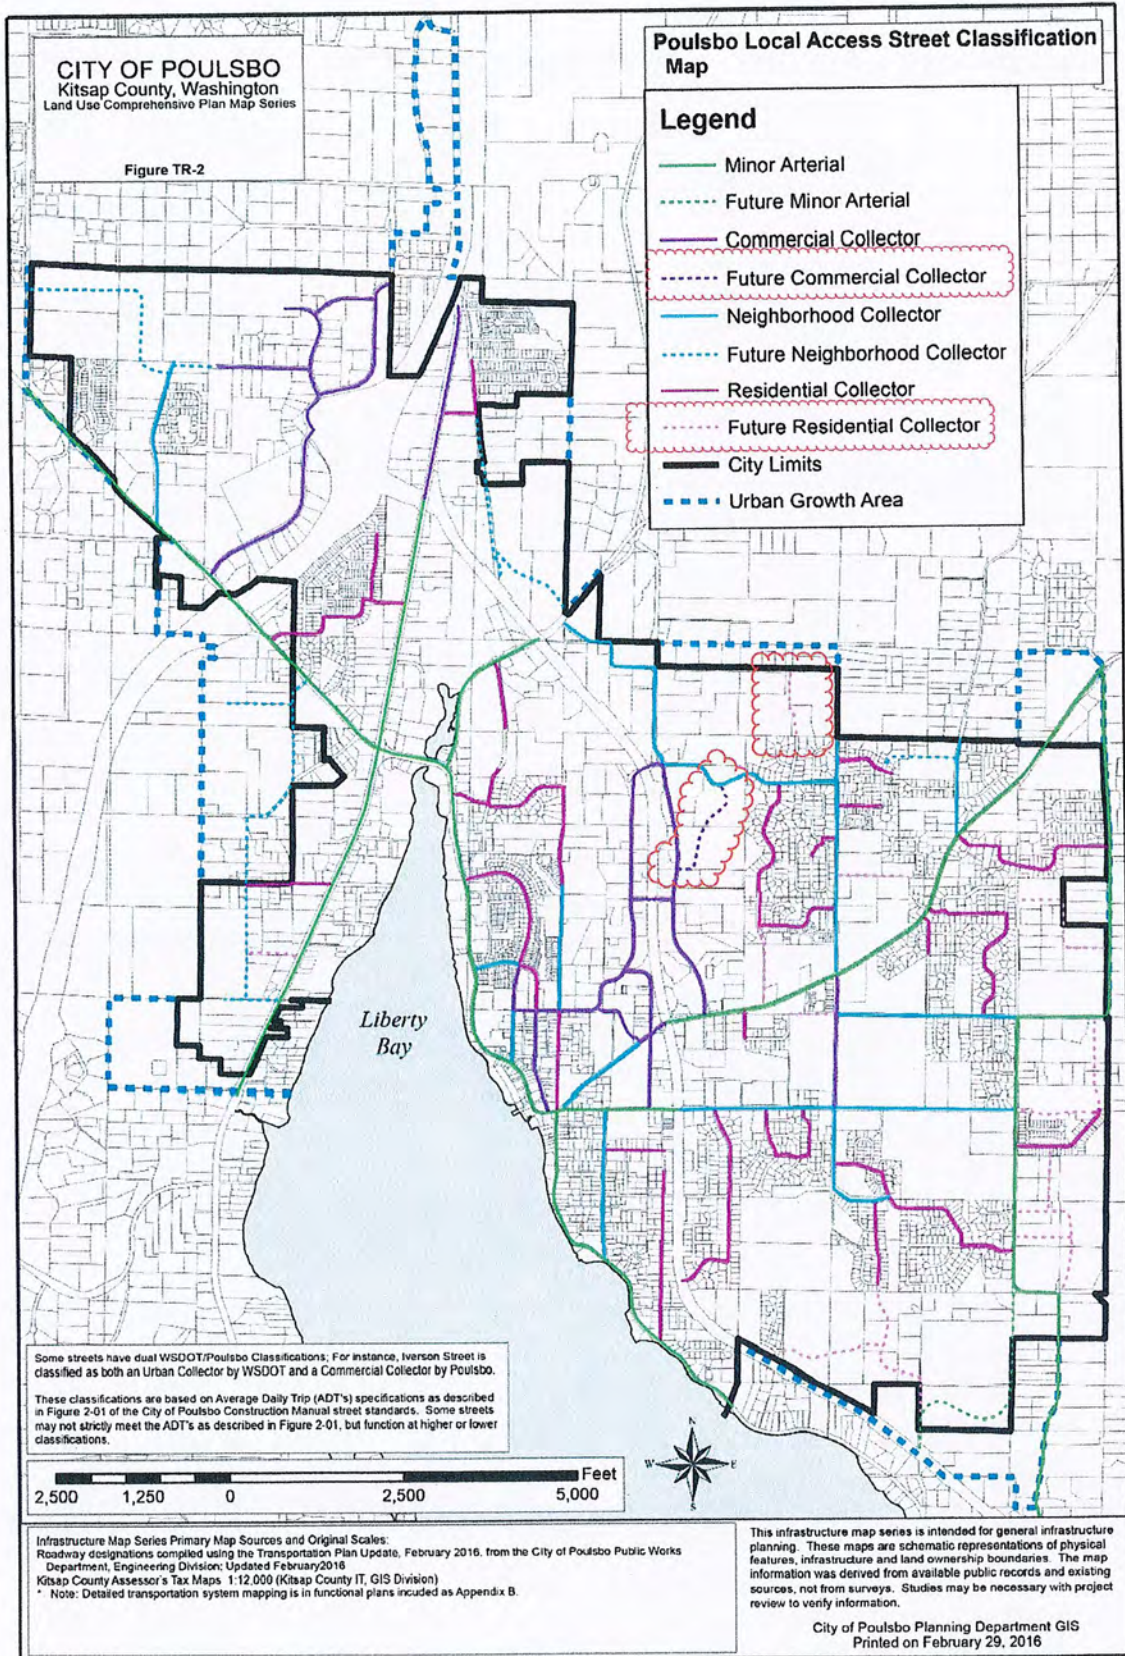 CITY OF POULSBO
Kitsap County, Washington
Land Use Comprehensive Plan Map Series
Figure TR-2
Poulsbo Local Access Street Classification
Map
Legend
Minor Arterial
Future Minor Arterial
Commercial Collector
Future Commercial Collector
Neighborhood Collector
Future Neighborhood Collector
Residential Collector
Future Residential Collector
City Limits
Urban Growth Area
Liberty
Bay
Some streets have dual WSDOT/Poulsbo Classifications; For instance, Iverson Street is
classified as both an Urban Collector by WSDOT and a Commercial Collector by Poulsbo.
These classifications are based on Average Daily Trip (ADT's) specifications as described
in Figure 2-01 of the City of Poulsbo Construction Manual street standards. Some streets
may not strictly meet the ADT's as described in Figure 2-01, but function at higher or lower
classifications.
N
W E
S
Feet
2,500 1,250 0 2,500 5,000
Infrastructure Map Series Primary Map Sources and Original Scales:
Roadway designations compiled using the Transportation Plan Update, February 2016, from the City of Poulsbo Public Works
Department, Engineering Division; Updated February2016
Kitsap County Assessor's Tax Maps 1:12,000 (Kitsap County IT, GIS Division)
* Note: Detailed transportation system mapping is in functional plans incuded as Appendix B.
This infrastructure map series is intended for general infrastructure
planning. These maps are schematic representations of physical
features, infrastructure and land ownership boundaries. The map
information was derived from available public records and existing
sources, not from surveys. Studies may be necessary with project
review to verify information.
City of Poulsbo Planning Department GIS
Printed on February 29, 2016